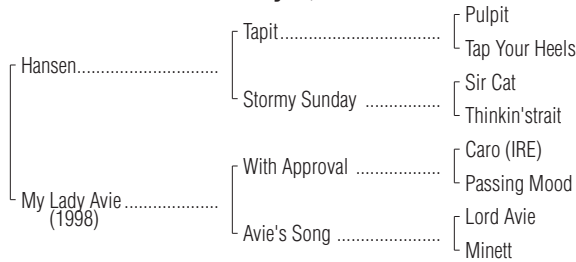 Pulpit
Tapit
Tap Your Heels
Hansen
Sir Cat
Stormy Sunday
Thinkin'strait
Caro (IRE)
With Approval
Passing Mood
My Lady Avie
(1998)
Lord Avie
Avie's Song
Minett